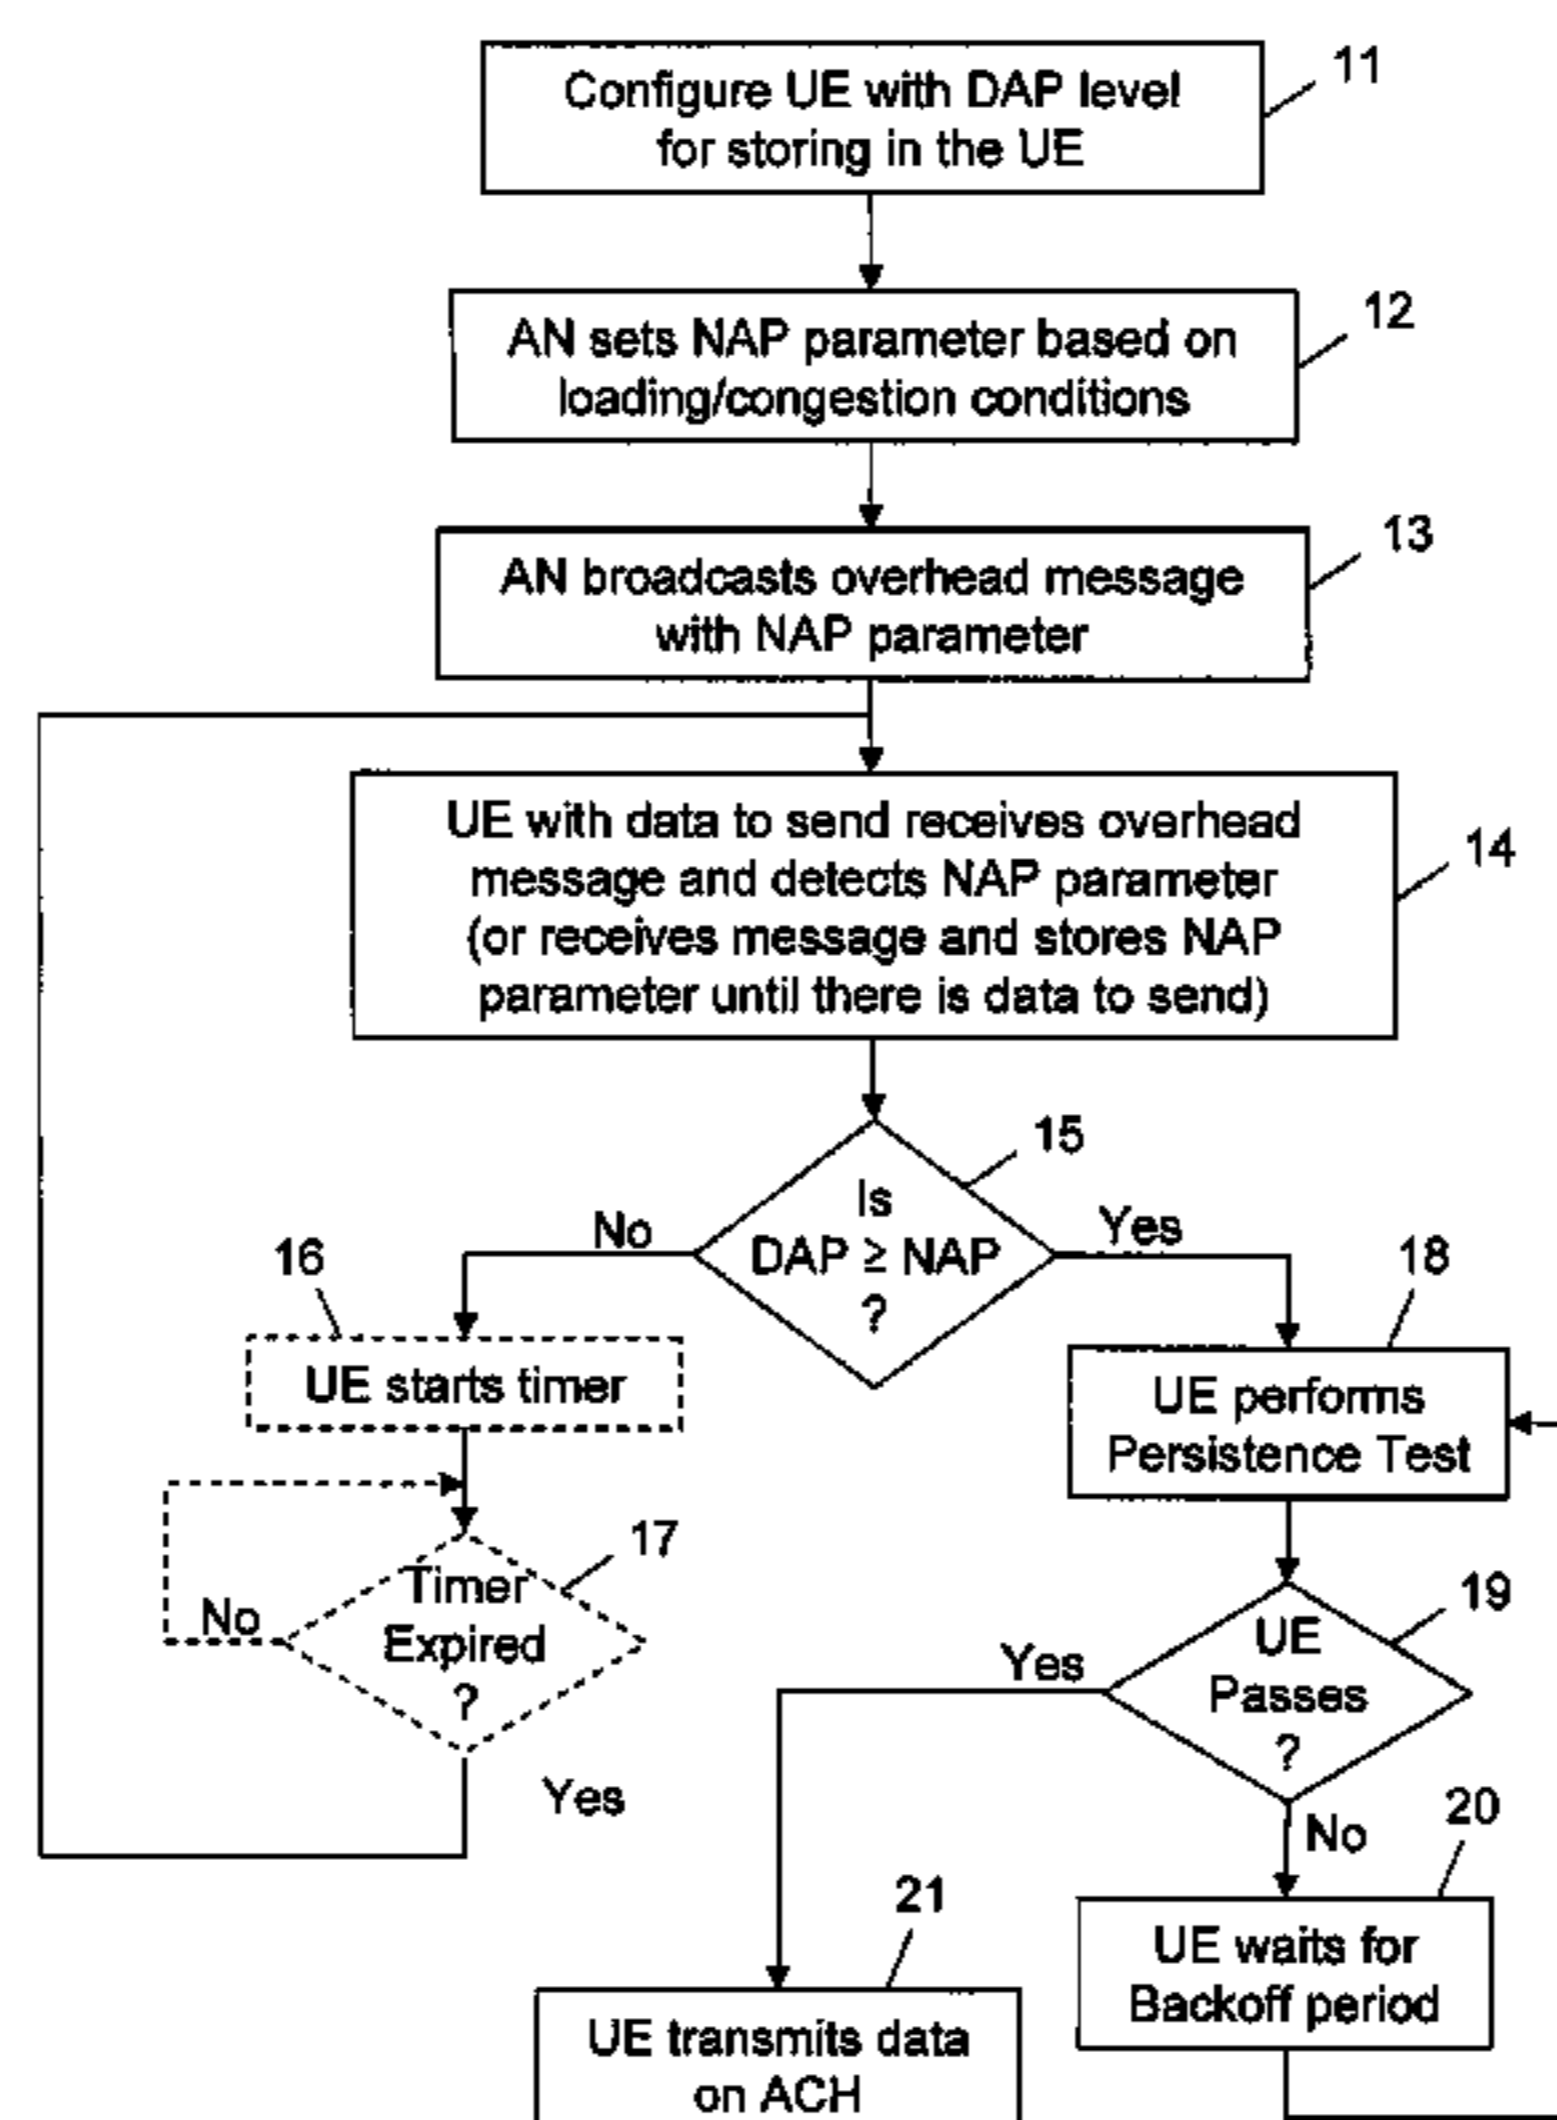 Configure UE with DAP level
for storing in the UE
11
AN sets NAP parameter based on
loading/congestion conditions
12
AN broadcasts overhead message
with NAP parameter
13
UE with data to send receives overhead
message and detects NAP parameter
(or receives message and stores NAP
parameter until there is data to send)
14
15
Is
DAP ≥ NAP
?
No
Yes
16
UE starts timer
18
UE performs
Persistence Test
17
Timer
Expired
?
No
Yes
19
UE
Passes
?
Yes
No
20
UE waits for
Backoff period
21
UE transmits data
on ACH